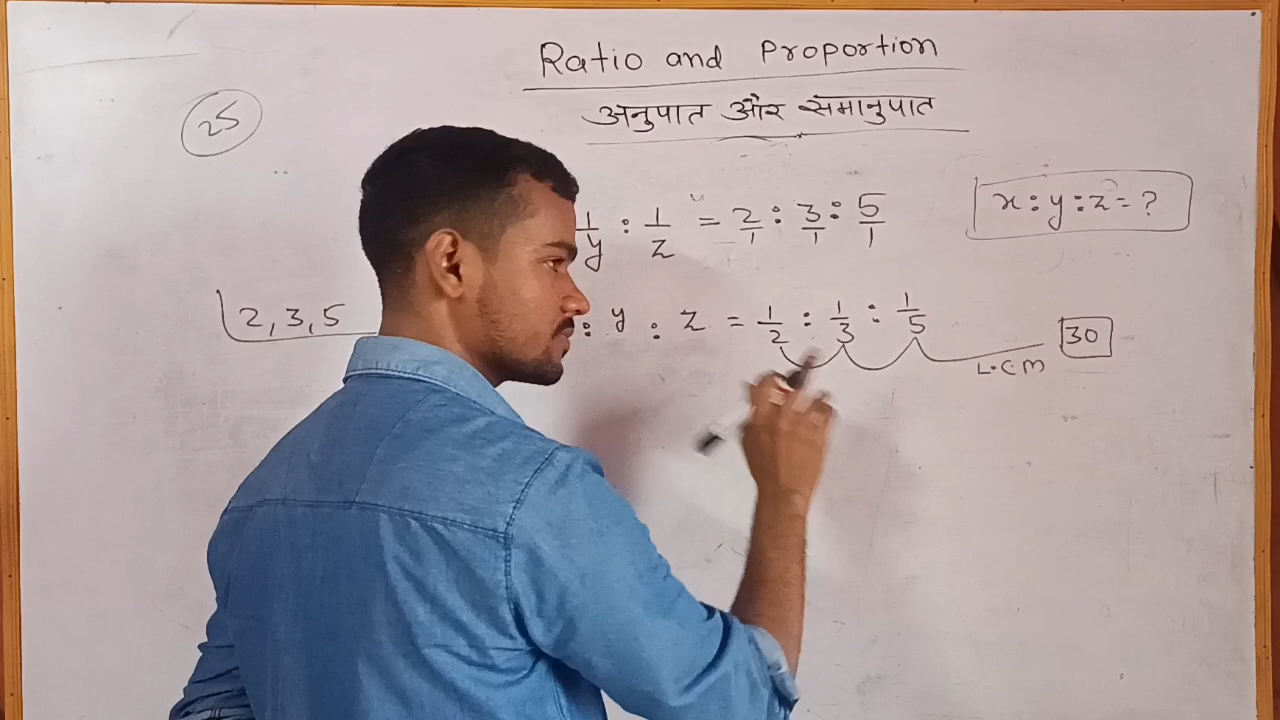 Ratio and Proportion
अनुपात और समानुपात
25
1/y : 1/z = 2/1 : 3/1 : 5/1
x : y : z = ?
2, 3, 5
: y : z = 1/2 : 1/3 : 1/5
30
L.C.M